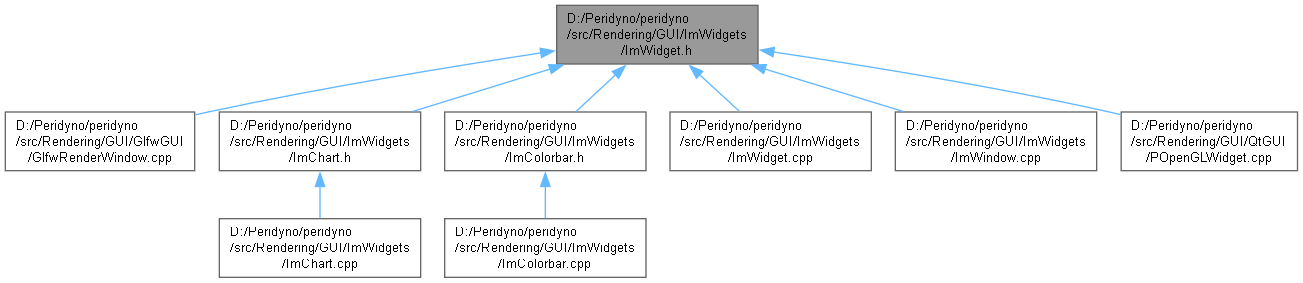 D:/Peridyno/peridyno
/src/Rendering/GUI/ImWidgets
/ImWidget.h
D:/Peridyno/peridyno
/src/Rendering/GUI/GlfwGUI
/GlfwRenderWindow.cpp
D:/Peridyno/peridyno
/src/Rendering/GUI/ImWidgets
/ImChart.h
D:/Peridyno/peridyno
/src/Rendering/GUI/ImWidgets
/ImColorbar.h
D:/Peridyno/peridyno
/src/Rendering/GUI/ImWidgets
/ImWidget.cpp
D:/Peridyno/peridyno
/src/Rendering/GUI/ImWidgets
/ImWindow.cpp
D:/Peridyno/peridyno
/src/Rendering/GUI/QtGUI
/POpenGLWidget.cpp
D:/Peridyno/peridyno
/src/Rendering/GUI/ImWidgets
/ImChart.cpp
D:/Peridyno/peridyno
/src/Rendering/GUI/ImWidgets
/ImColorbar.cpp